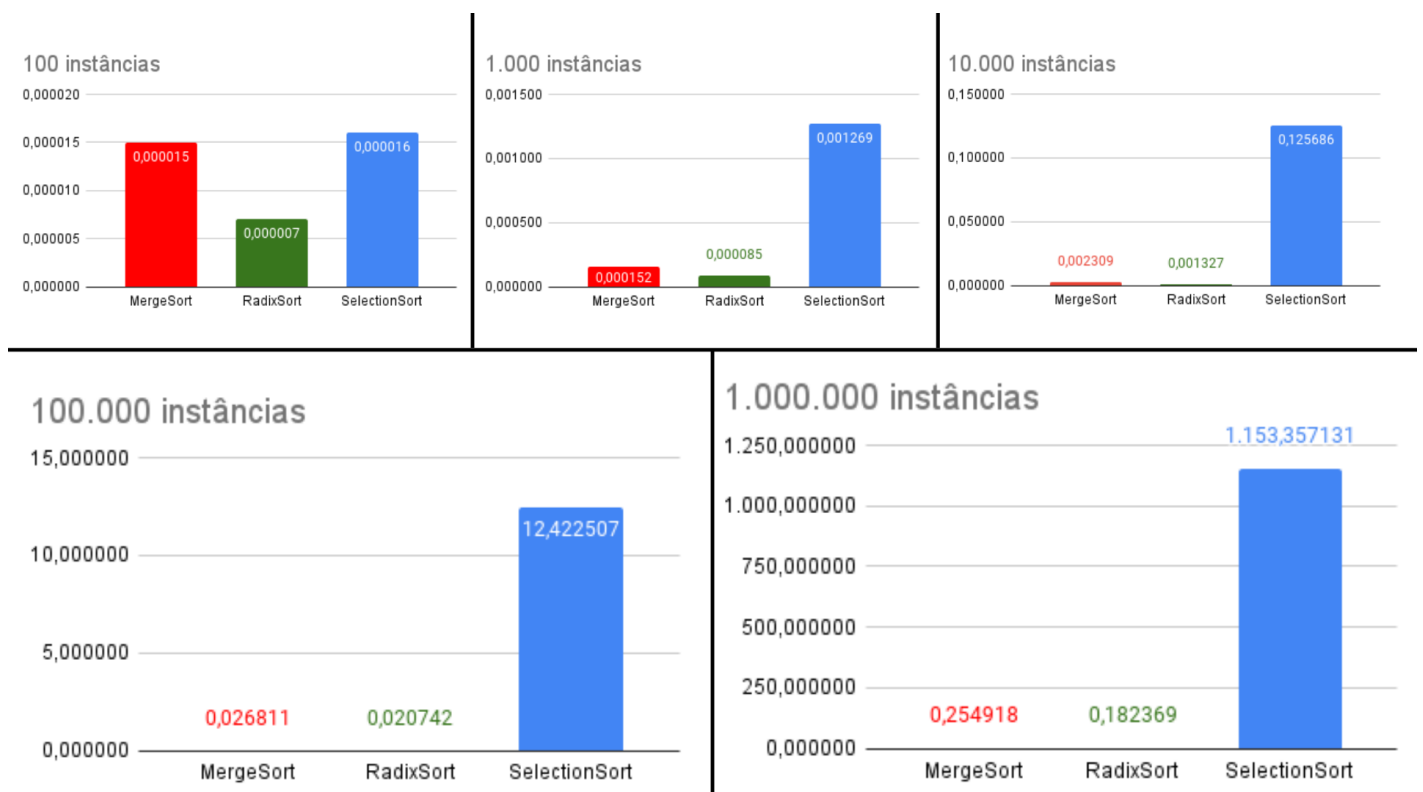 100 instâncias
0,000020
0,000015
0,000010
0,000005
0,000000
0,000015
0,000007
0,000016
MergeSort
RadixSort
SelectionSort
1.000 instâncias
0,001500
0,001000
0,000500
0,000000
0,000152
0,000085
0,001269
MergeSort
RadixSort
SelectionSort
10.000 instâncias
0,150000
0,100000
0,050000
0,000000
0,002309
0,001327
0,125686
MergeSort
RadixSort
SelectionSort
100.000 instâncias
15,000000
10,000000
5,000000
0,000000
0,026811
0,020742
12,422507
MergeSort
RadixSort
SelectionSort
1.000.000 instâncias
1.250,000000
1.000,000000
750,000000
500,000000
250,000000
0,000000
0,254918
0,182369
1.153,357131
MergeSort
RadixSort
SelectionSort